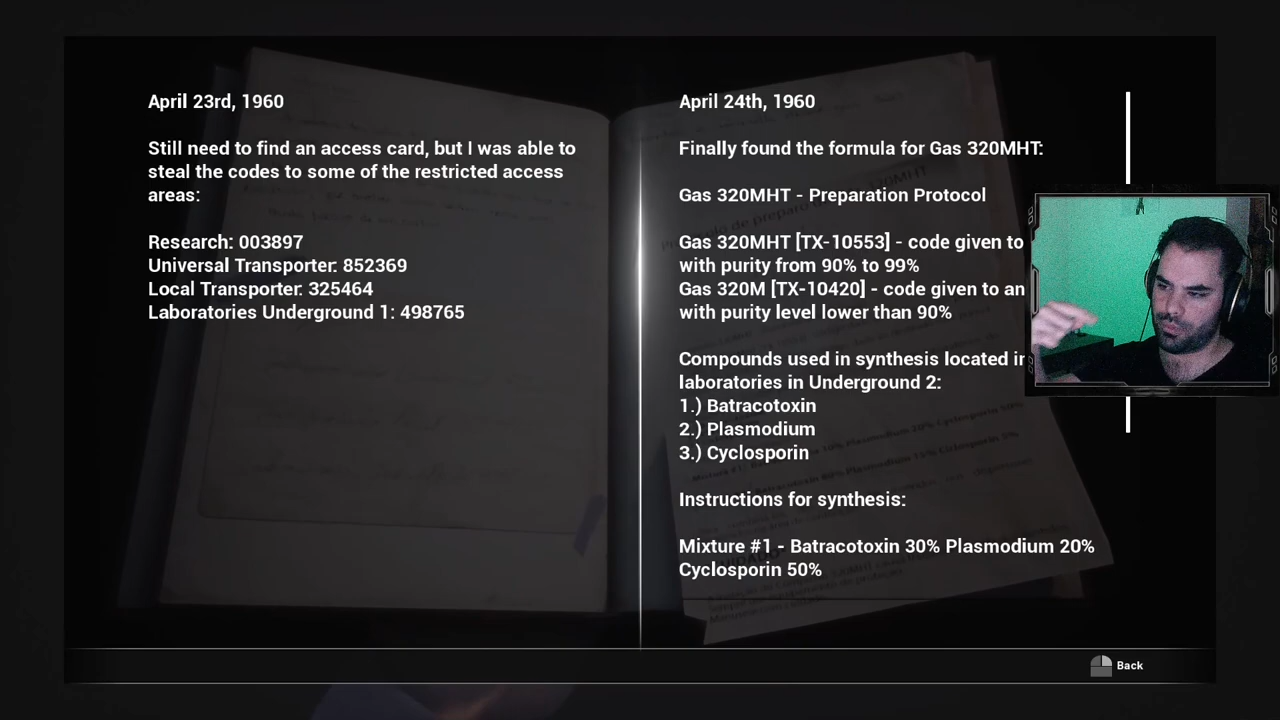 April 23rd, 1960
Still need to find an access card, but I was able to
steal the codes to some of the restricted access
areas:
Research: 003897
Universal Transporter: 852369
Local Transporter: 325464
Laboratories Underground 1: 498765
April 24th, 1960
Finally found the formula for Gas 320MHT:
Gas 320MHT - Preparation Protocol
Gas 320MHT [TX-10553] - code given to
with purity from 90% to 99%
Gas 320M [TX-10420] - code given to an
with purity level lower than 90%
Compounds used in synthesis located in
laboratories in Underground 2:
1.) Batracotoxin
2.) Plasmodium
3.) Cyclosporin
Instructions for synthesis:
Mixture #1 - Batracotoxin 30% Plasmodium 20%
Cyclosporin 50%
Back